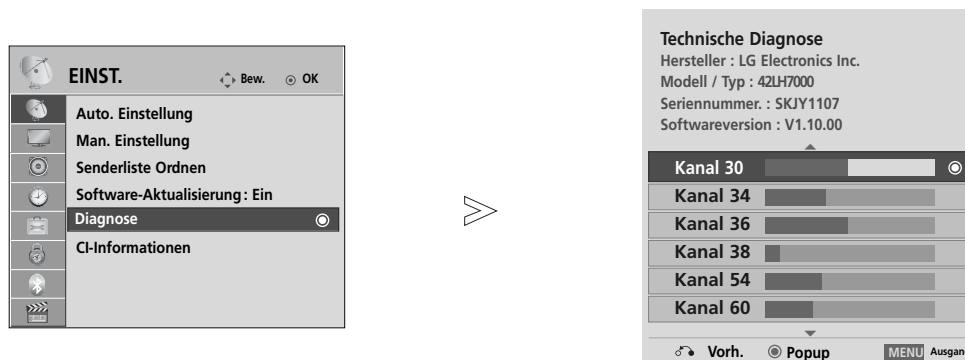 EINST.
Bew. OK
Auto. Einstellung
Man. Einstellung
Senderliste Ordnen
Software-Aktualisierung : Ein
Diagnose
CI-Informationen
Technische Diagnose
Hersteller : LG Electronics Inc.
Modell / Typ : 42LH7000
Seriennummer. : SKJY1107
Softwareversion : V1.10.00
Kanal 30
Kanal 34
Kanal 36
Kanal 38
Kanal 54
Kanal 60
Vorh. Popup MENU Ausgan